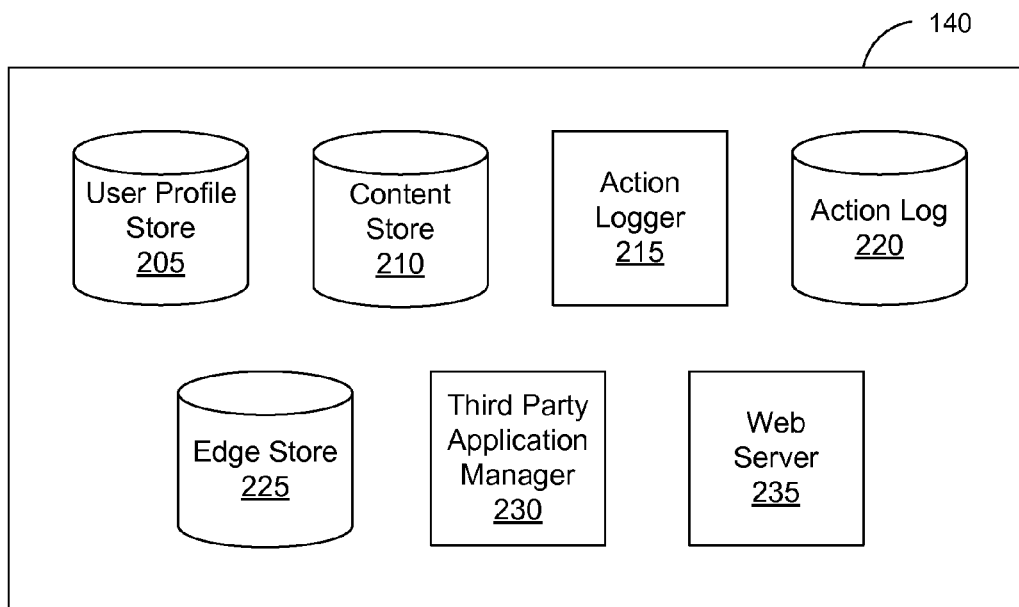 140
User Profile
Store
205
Content
Store
210
Action
Logger
215
Action Log
220
Edge Store
225
Third Party
Application
Manager
230
Web
Server
235